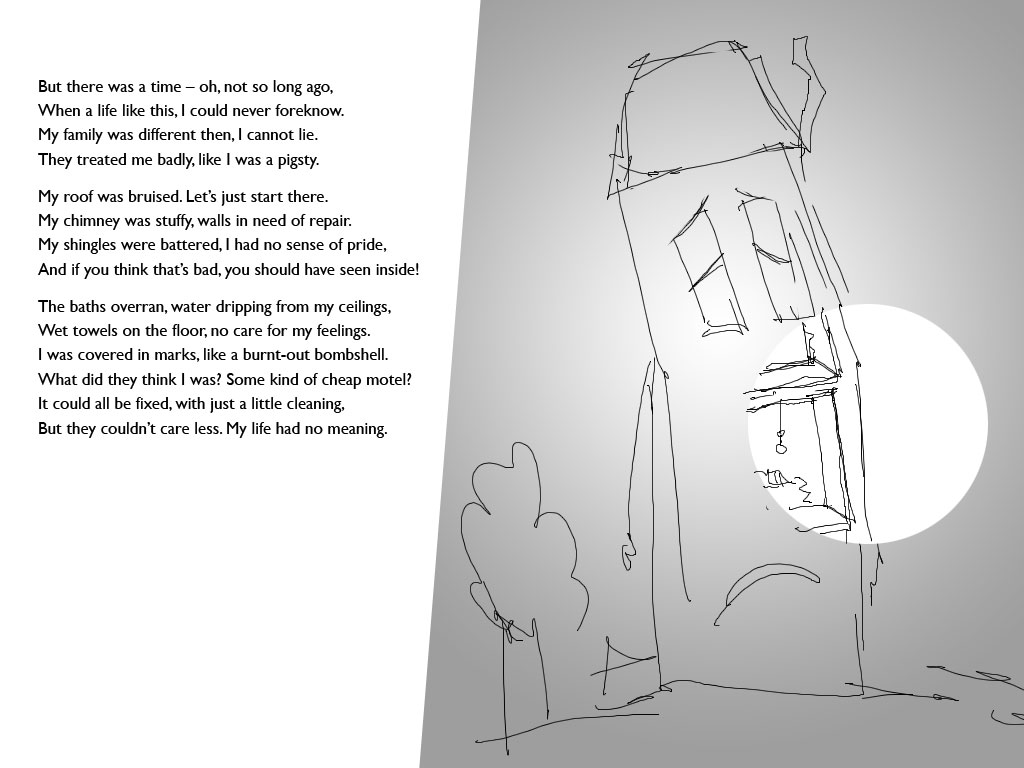 But there was a time – oh, not so long ago,
When a life like this, I could never foreknow.
My family was different then, I cannot lie.
They treated me badly, like I was a pigsty.
My roof was bruised. Let’s just start there.
My chimney was stuffy, walls in need of repair.
My shingles were battered, I had no sense of pride,
And if you think that’s bad, you should have seen inside!
The baths overran, water dripping from my ceilings,
Wet towels on the floor, no care for my feelings.
I was covered in marks, like a burnt-out bombshell.
What did they think I was? Some kind of cheap motel?
It could all be fixed, with just a little cleaning,
But they couldn’t care less. My life had no meaning.